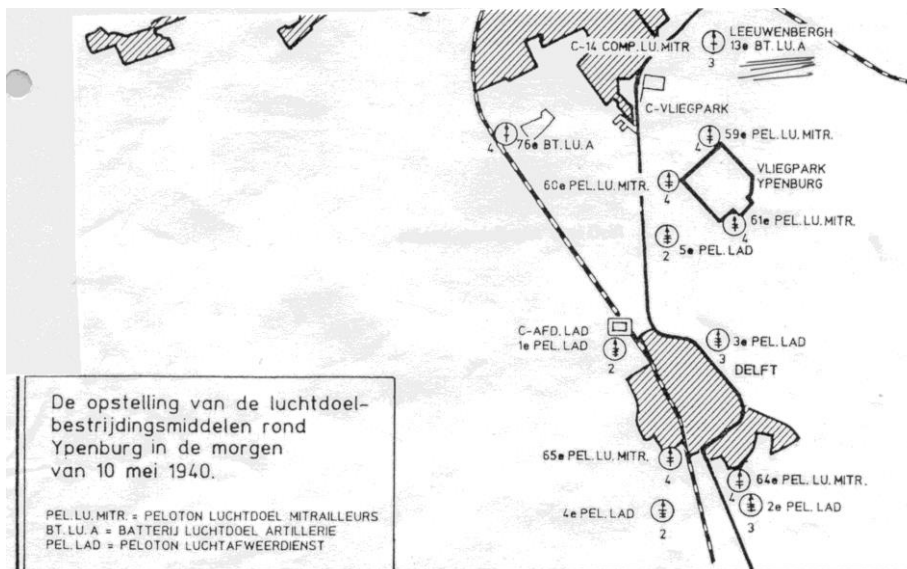 LEEUWENBERGH
C-14 COMP.LU.MITR
13e BT.LU.A
3
C-VLIEGPARK
4
76e BT.LU.A
59e PEL.LU.MITR.
4
VLIEGPARK
YPENBURG
60e PEL.LU.MITR.
4
61e PEL.LU.MITR.
4
5e PEL.LAD
2
C-AFD.LAD
1e PEL.LAD
2
3e PEL.LAD
3
DELFT
De opstelling van de luchtdoel-
bestrijdingsmiddelen rond
Ypenburg in de morgen
van 10 mei 1940.
PEL.LU.MITR. = PELOTON LUCHTDOEL MITRAILLEURS
BT.LU.A = BATTERIJ LUCHTDOEL ARTILLERIE
PEL.LAD = PELOTON LUCHTAFWEERDIENST
65e PEL.LU.MITR.
4
64e PEL.LU.MITR.
4
4e PEL.LAD
2
2e PEL.LAD
3